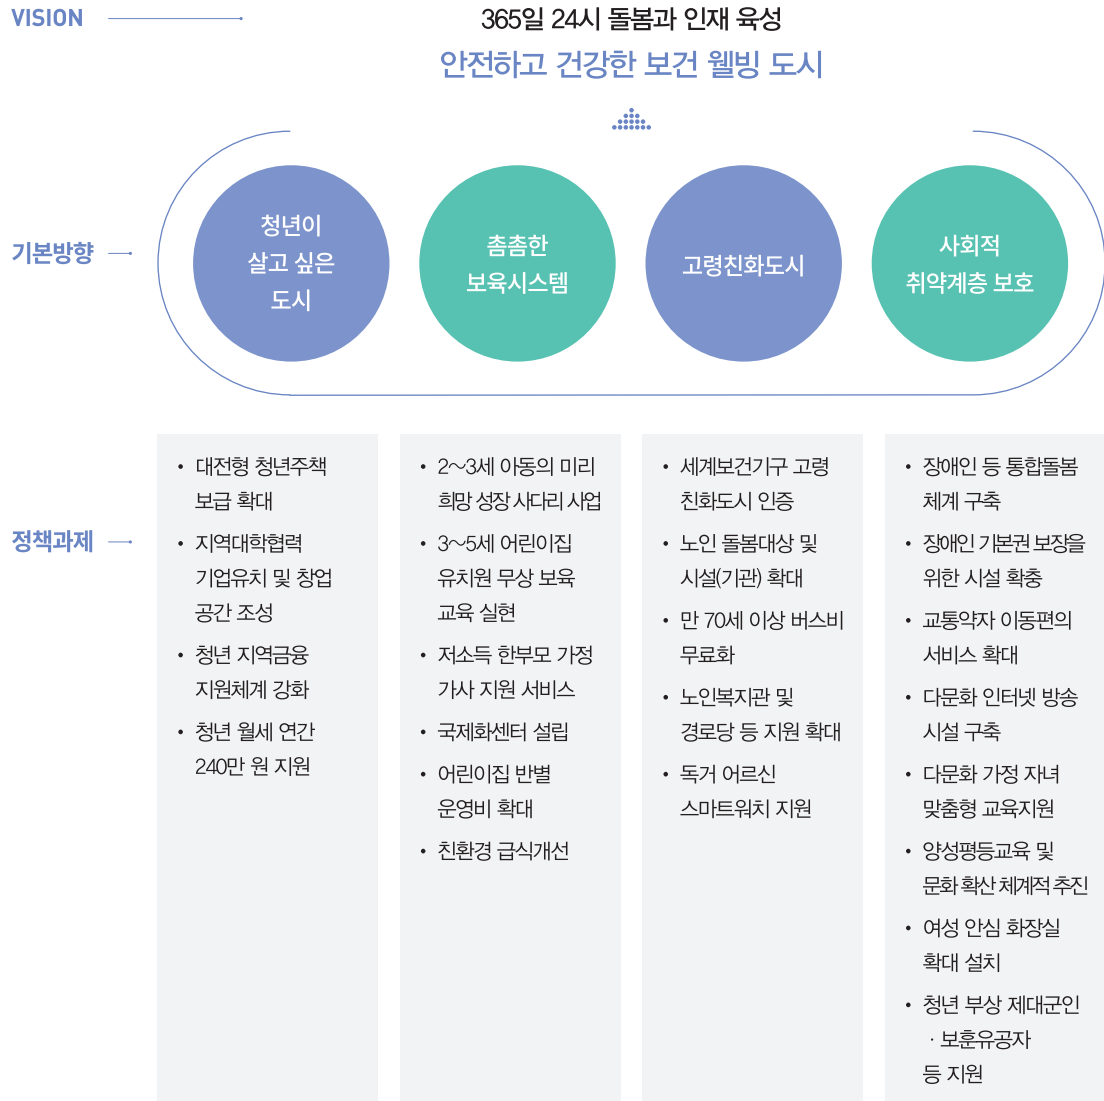 VISION
365일 24시 돌봄과 인재 육성
안전하고 건강한 보건 웰빙 도시
기본방향
청년이
살고 싶은
도시
촘촘한
보육시스템
고령친화도시
사회적
취약계층 보호
정책과제
• 대전형 청년주책
보급 확대
• 지역대학협력
기업유치 및 창업
공간 조성
• 청년 지역금융
지원체계 강화
• 청년 월세 연간
240만 원 지원
• 2~3세 아동의 미리
희망 성장 사다리 사업
• 3~5세 어린이집
유치원 무상 보육
교육 실현
• 저소득 한부모 가정
가사 지원 서비스
• 국제화센터 설립
• 어린이집 반별
운영비 확대
• 친환경 급식개선
• 세계보건기구 고령
친화도시 인증
• 노인 돌봄대상 및
시설(기관) 확대
• 만 70세 이상 버스비
무료화
• 노인복지관 및
경로당 등 지원 확대
• 독거 어르신
스마트워치 지원
• 장애인 등 통합돌봄
체계 구축
• 장애인 기본권 보장을
위한 시설 확충
• 교통약자 이동편의
서비스 확대
• 다문화 인터넷 방송
시설 구축
• 다문화 가정 자녀
맞춤형 교육지원
• 양성평등교육 및
문화 확산 체계적 추진
• 여성 안심 화장실
확대 설치
• 청년 부상 제대군인
· 보훈유공자
등 지원